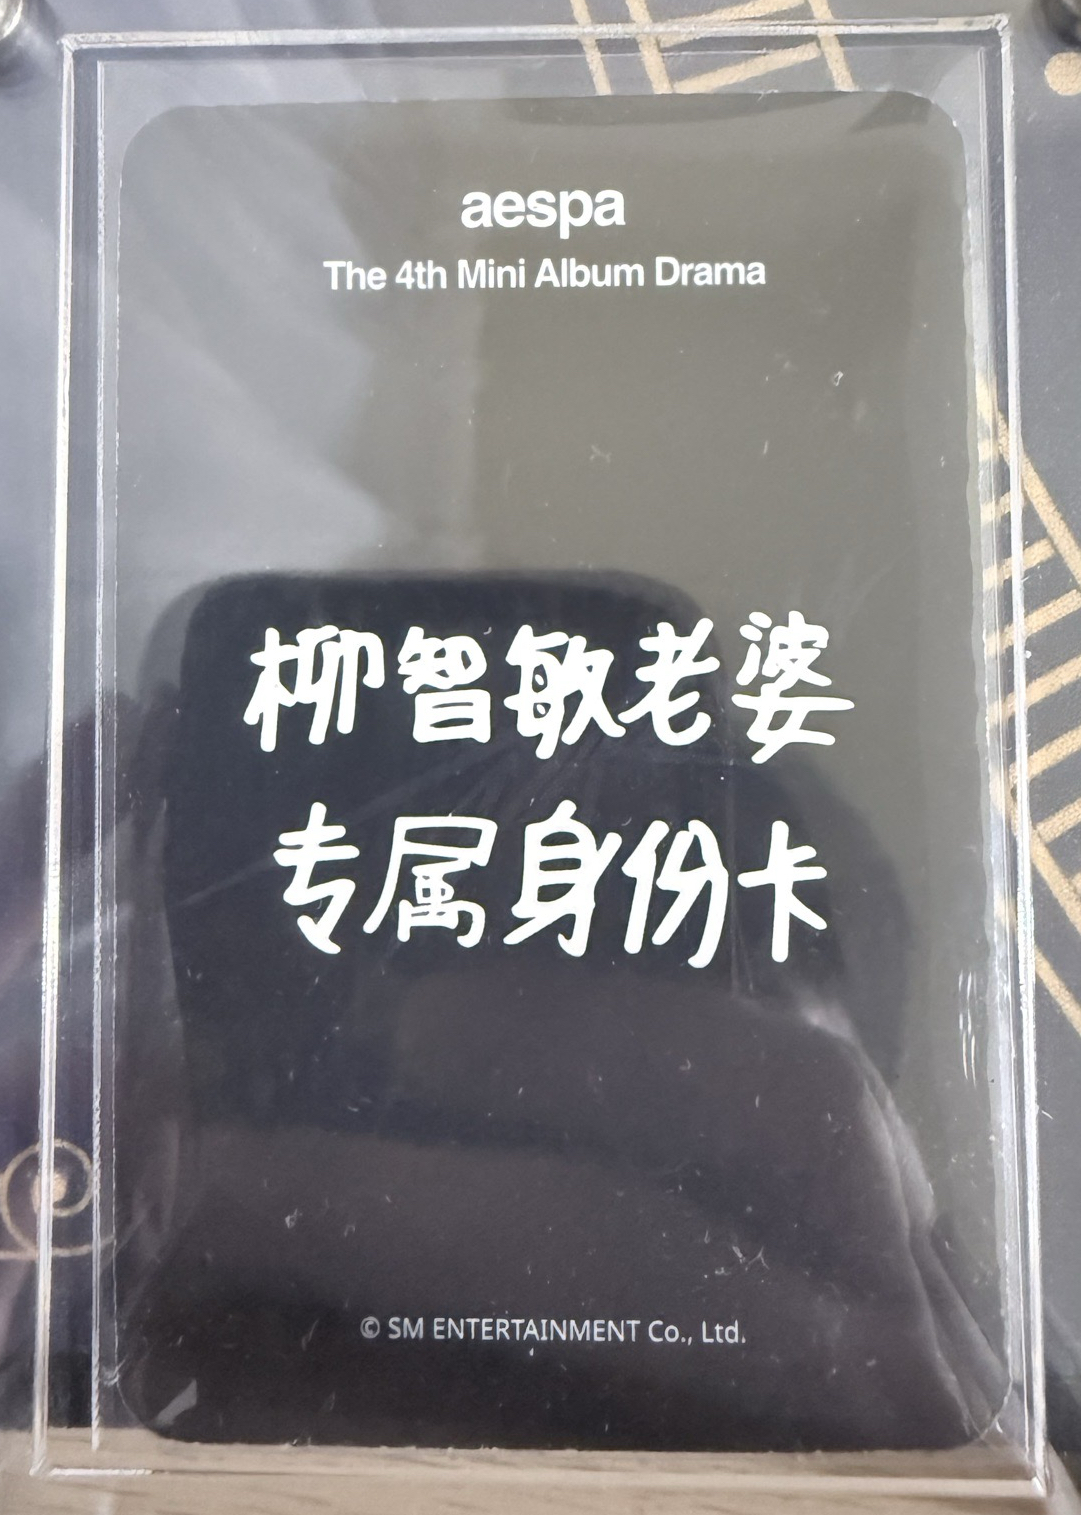 aespa
The 4th Mini Album Drama
柳智敏老婆
专属身份卡
© SM ENTERTAINMENT Co., Ltd.